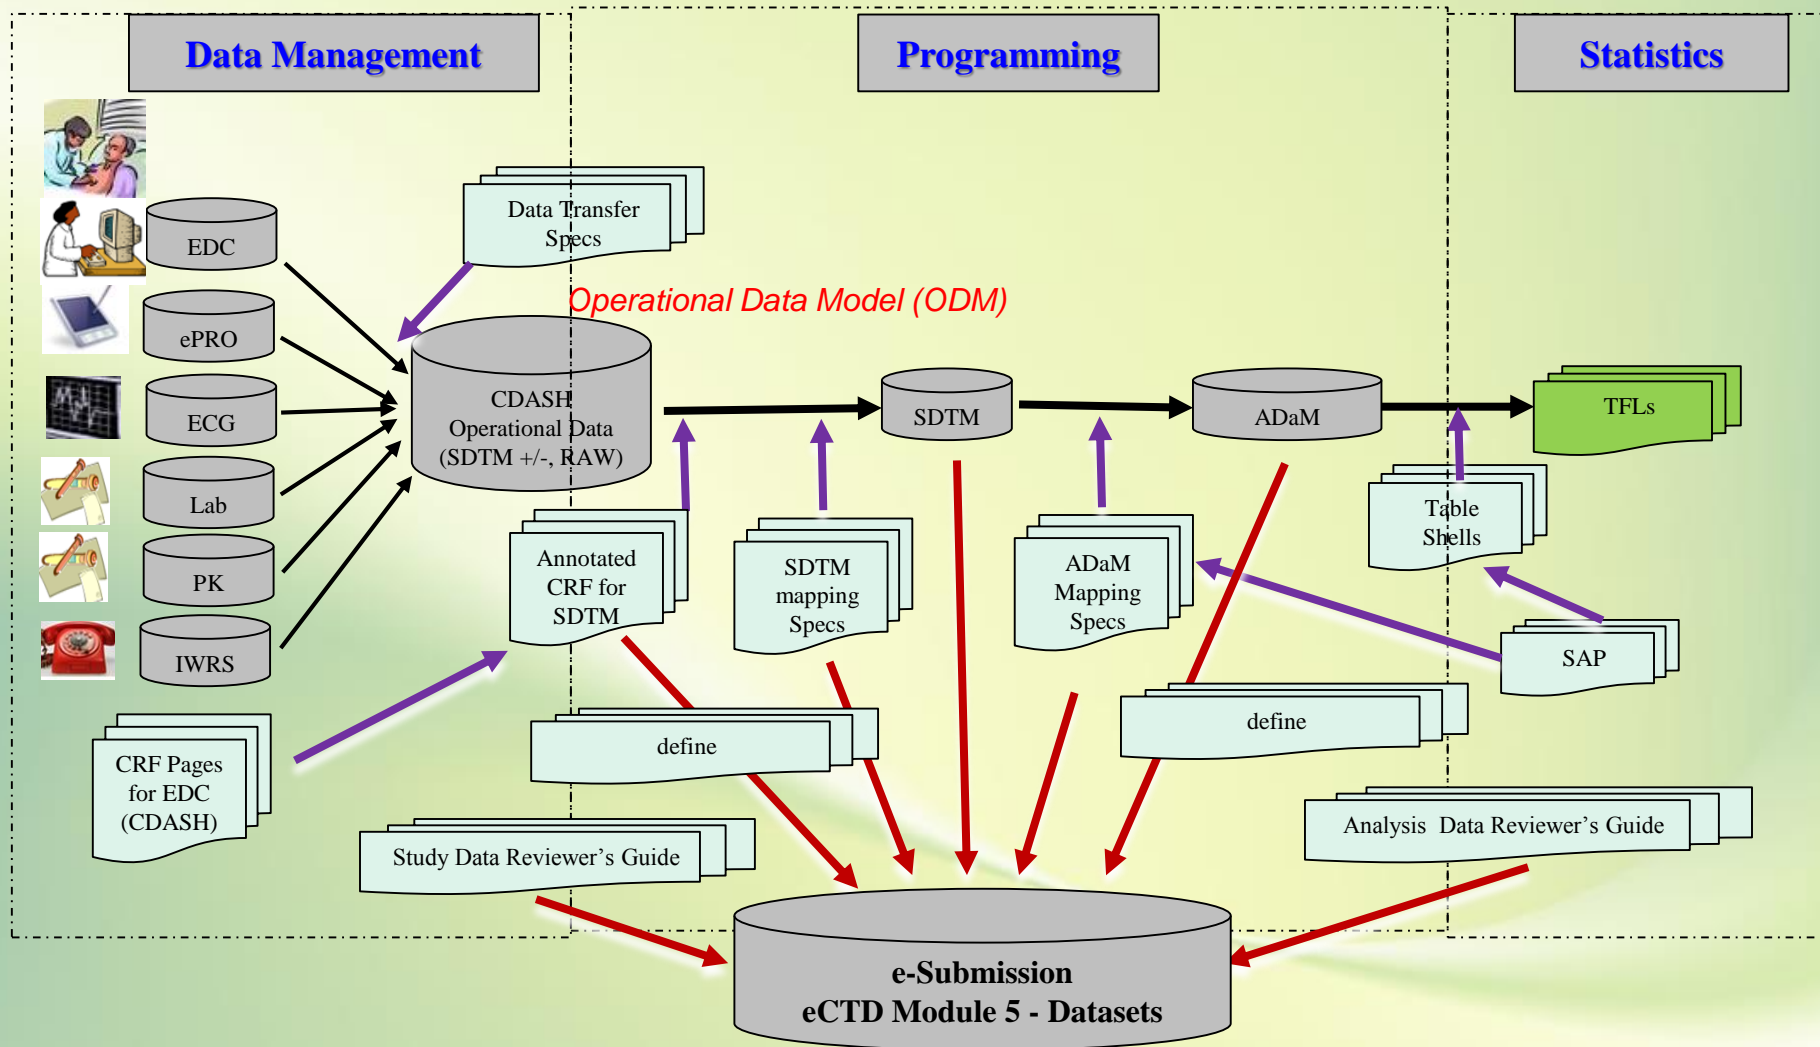 Data Management
Programming
Statistics
EDC
ePRO
ECG
Lab
PK
IWRS
Data Transfer
Specs
Operational Data Model (ODM)
CDASH
Operational Data
(SDTM +/-, RAW)
SDTM
ADaM
TFLs
Table
Shells
Annotated
CRF for
SDTM
SDTM
mapping
Specs
ADaM
Mapping
Specs
SAP
CRF Pages
for EDC
(CDASH)
define
define
Study Data Reviewer’s Guide
Analysis  Data Reviewer’s Guide
e-Submission
eCTD Module 5 - Datasets